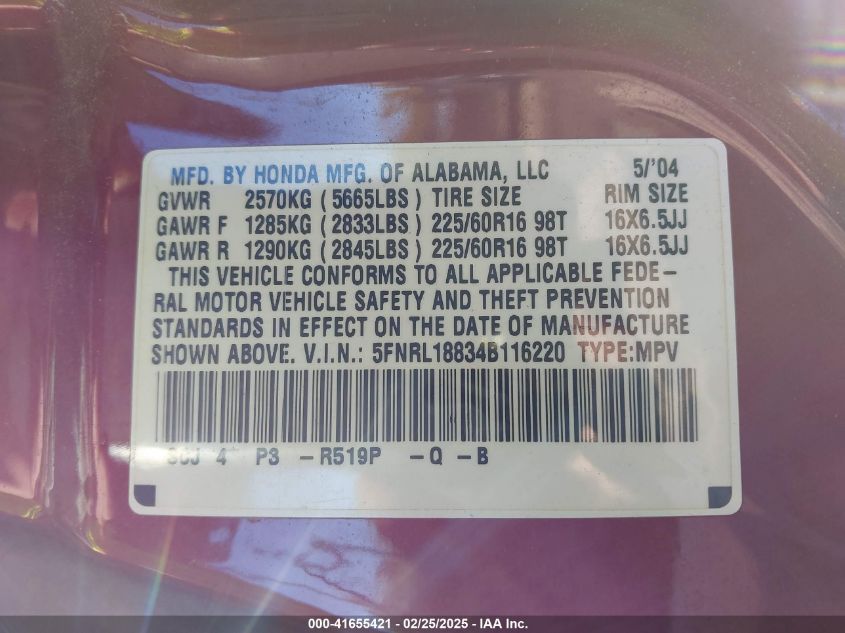 MFD. BY HONDA MFG. OF ALABAMA, LLC 5/'04
GVWR 2570KG (5665LBS) TIRE SIZE RIM SIZE
GAWR F 1285KG (2833LBS) 225/60R16 98T 16X6.5JJ
GAWR R 1290KG (2845LBS) 225/60R16 98T 16X6.5JJ
THIS VEHICLE CONFORMS TO ALL APPLICABLE FEDE-
RAL MOTOR VEHICLE SAFETY AND THEFT PREVENTION
STANDARDS IN EFFECT ON THE DATE OF MANUFACTURE
SHOWN ABOVE. V.I.N.: 5FNRL18834B116220 TYPE:MPV
4 P3 -R519P -Q -B
000-41655421 - 02/25/2025 - IAA Inc.